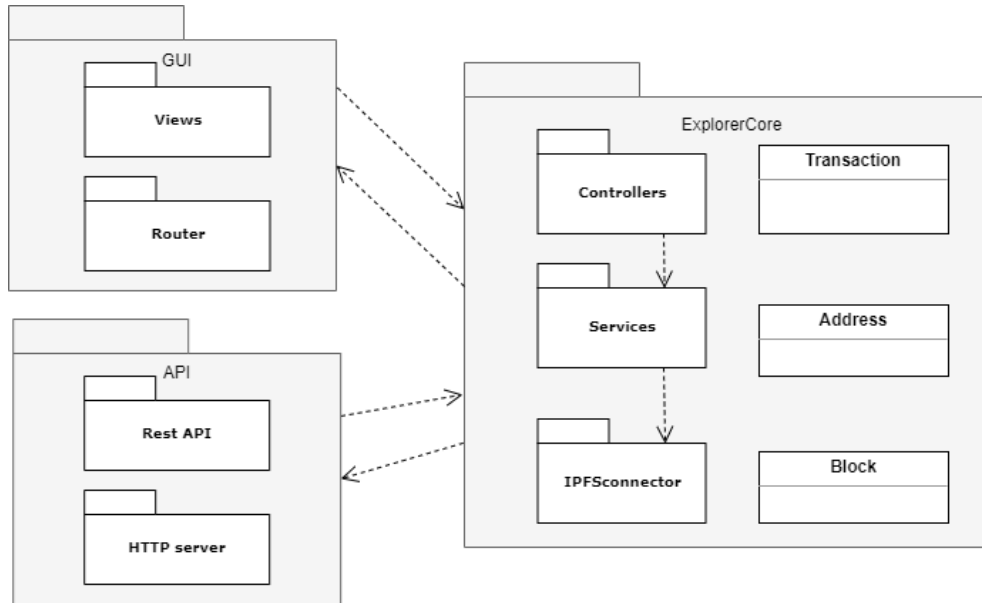 GUI
Views
Router
API
Rest API
HTTP server
ExplorerCore
Controllers
Services
IPFSconnector
Transaction
Address
Block